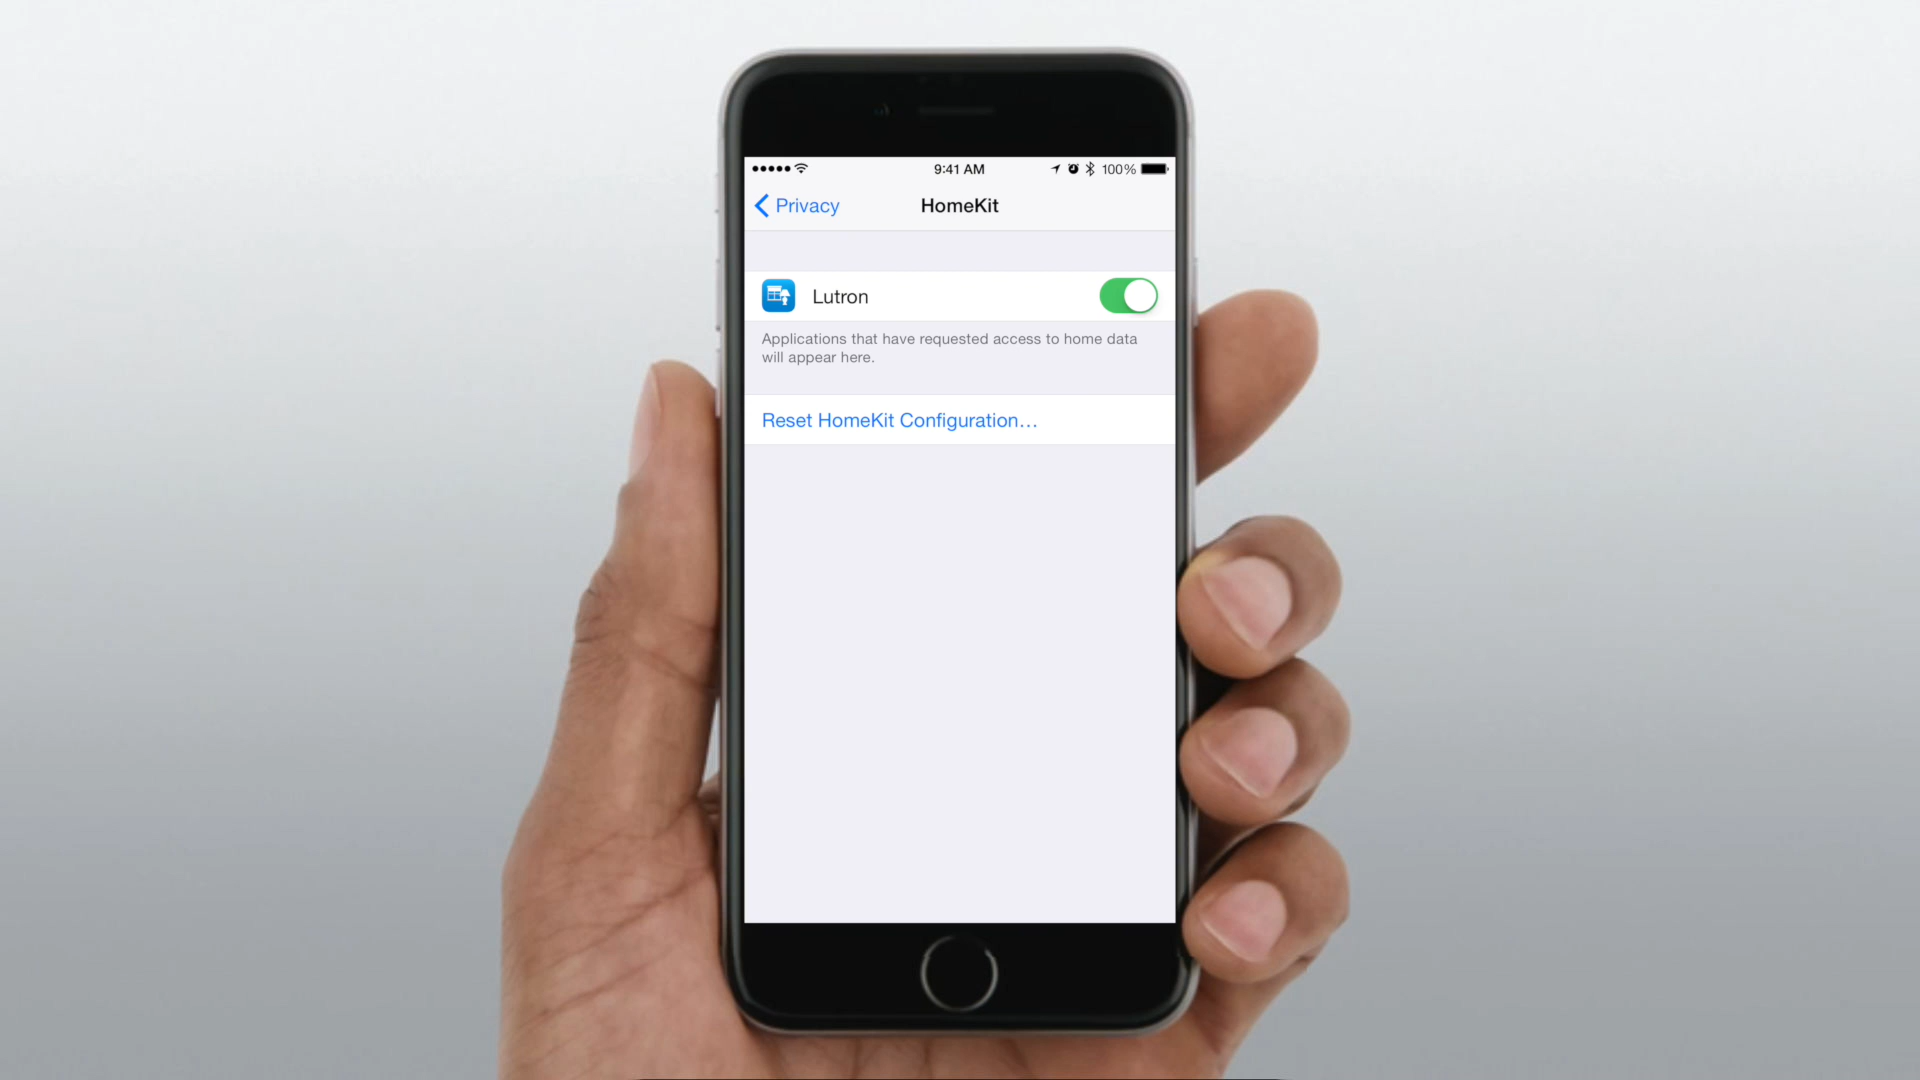 9:41 AM 100%
Privacy HomeKit
Lutron
Applications that have requested access to home data
will appear here.
Reset HomeKit Configuration…